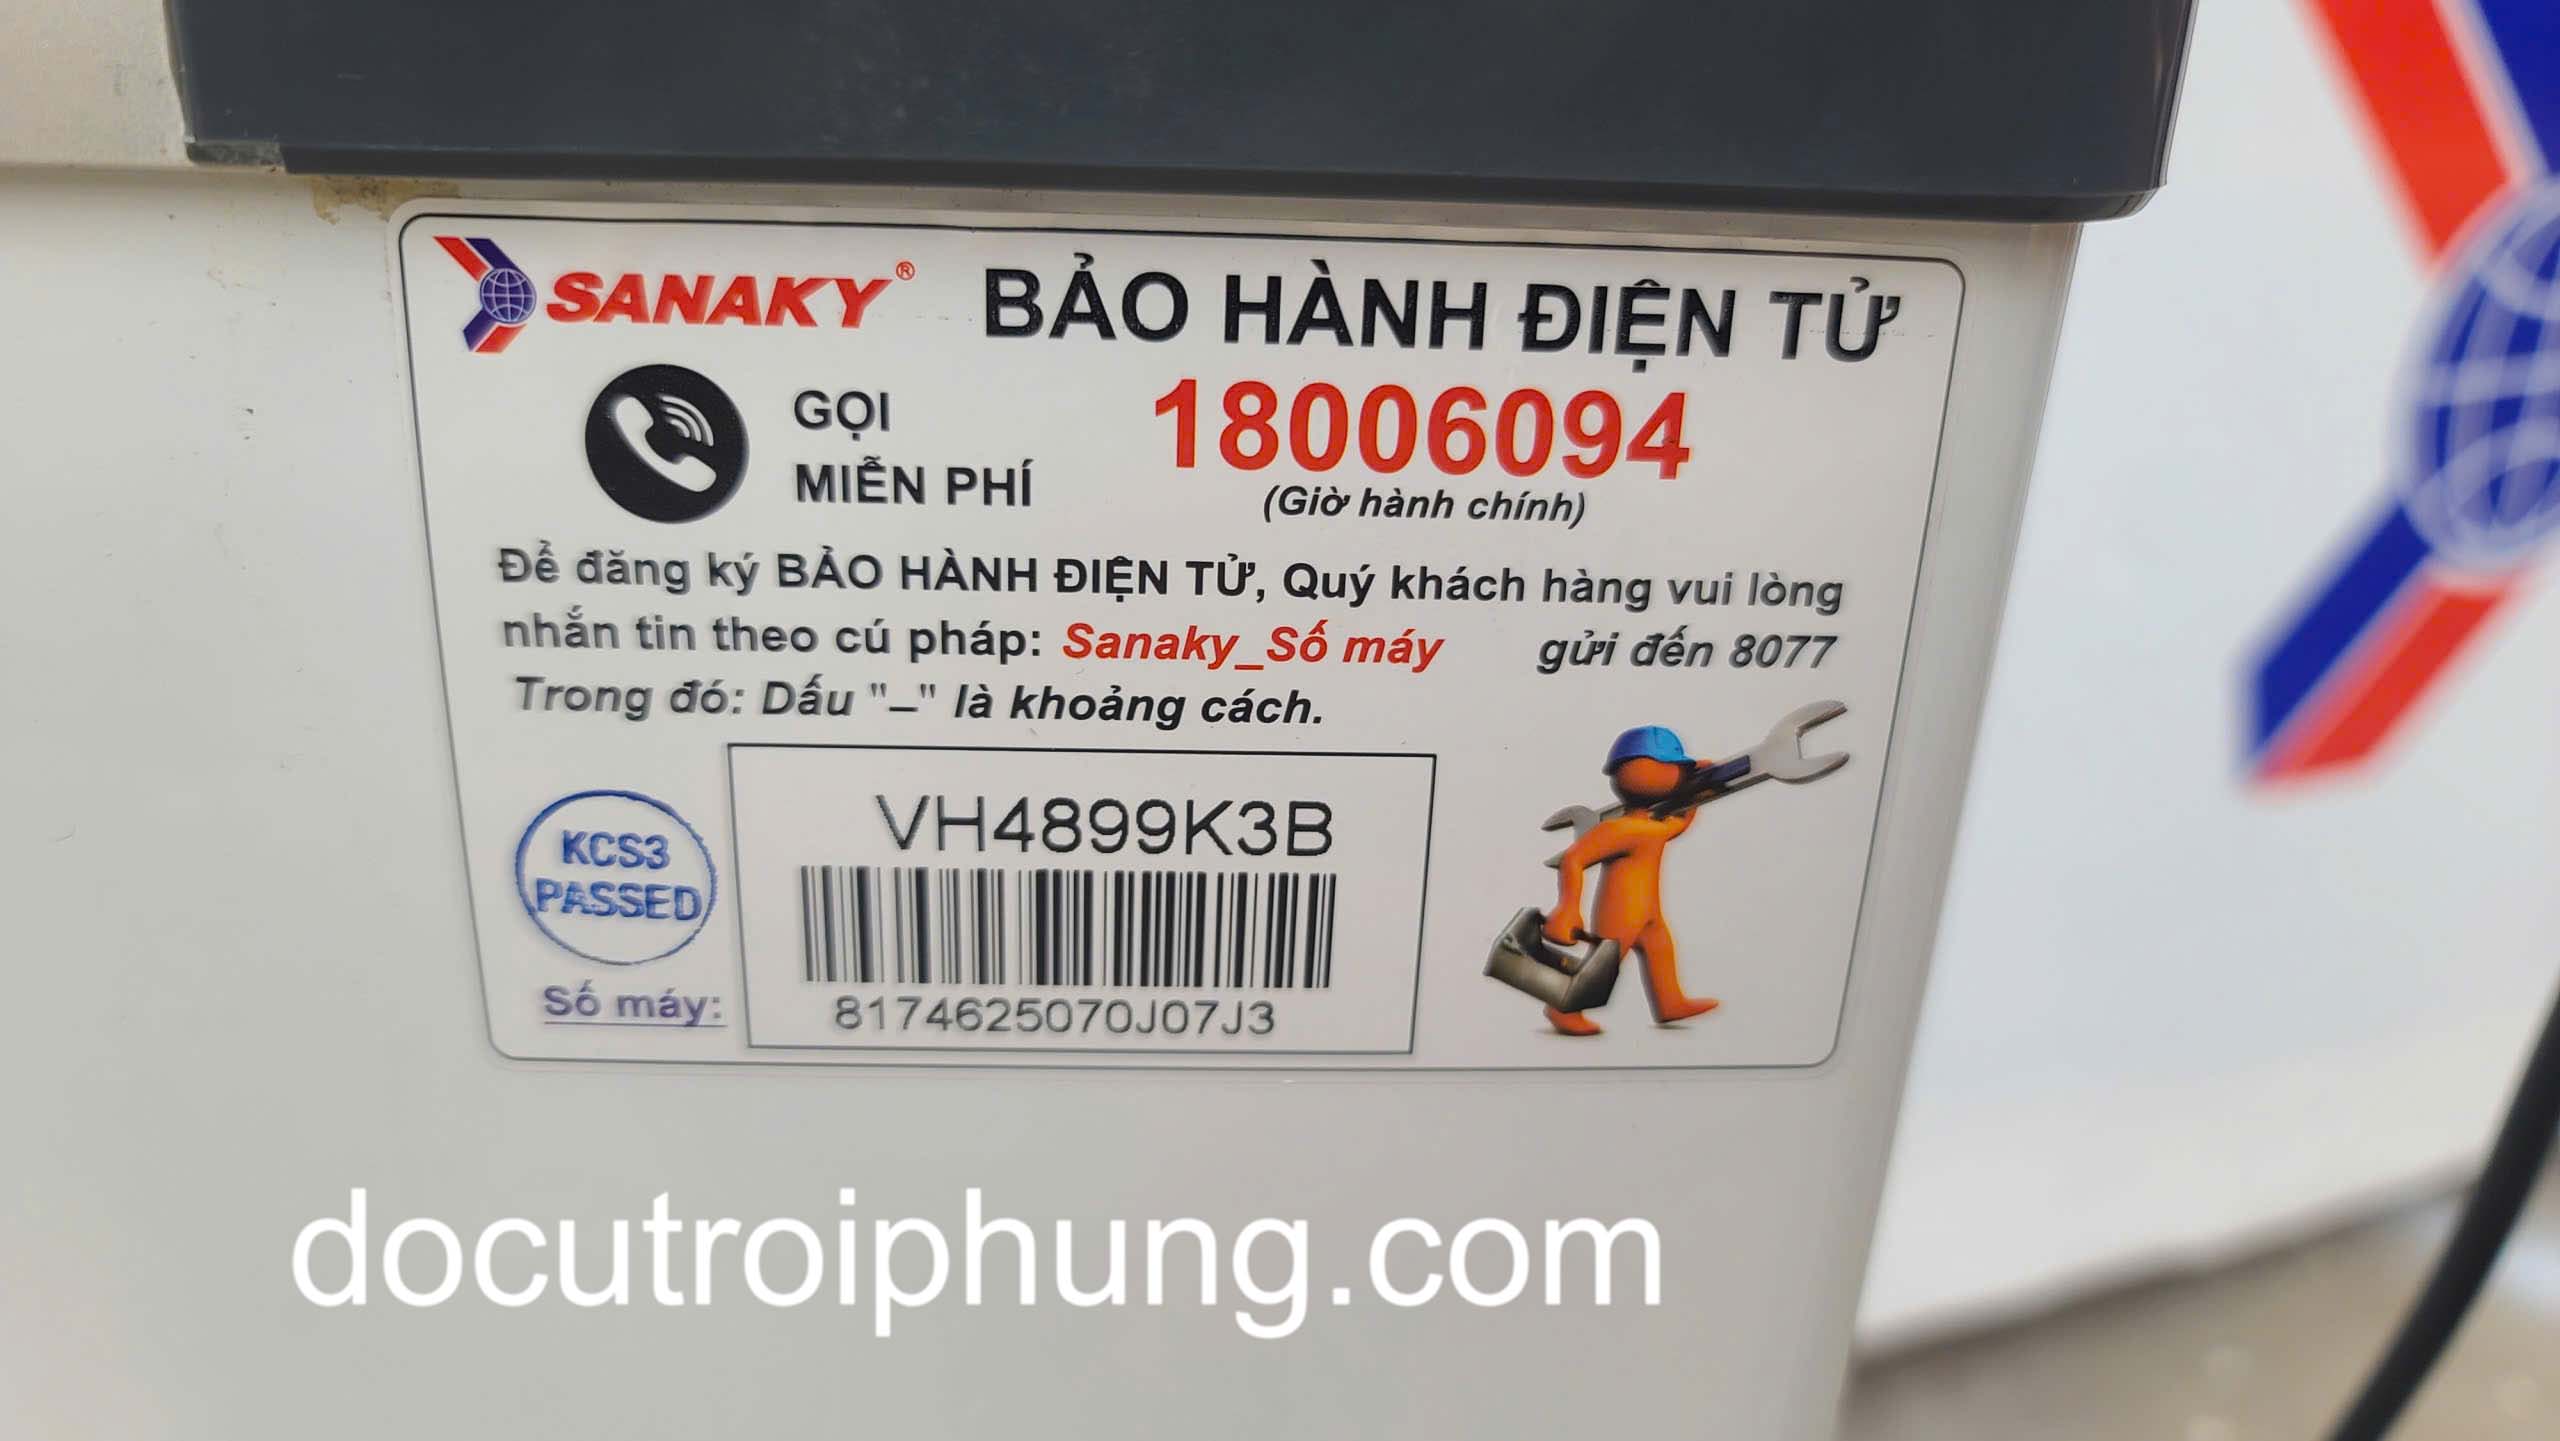 SANAKY® BẢO HÀNH ĐIỆN TỬ
GỌI
MIỄN PHÍ
18006094
(Giờ hành chính)
Để đăng ký BẢO HÀNH ĐIỆN TỬ, Quý khách hàng vui lòng
nhắn tin theo cú pháp: Sanaky_Số máy gửi đến 8077
Trong đó: Dấu "_" là khoảng cách.
KCS3
PASSED
Số máy:
VH4899K3B
8174625070J07J3
docutroiphung.com